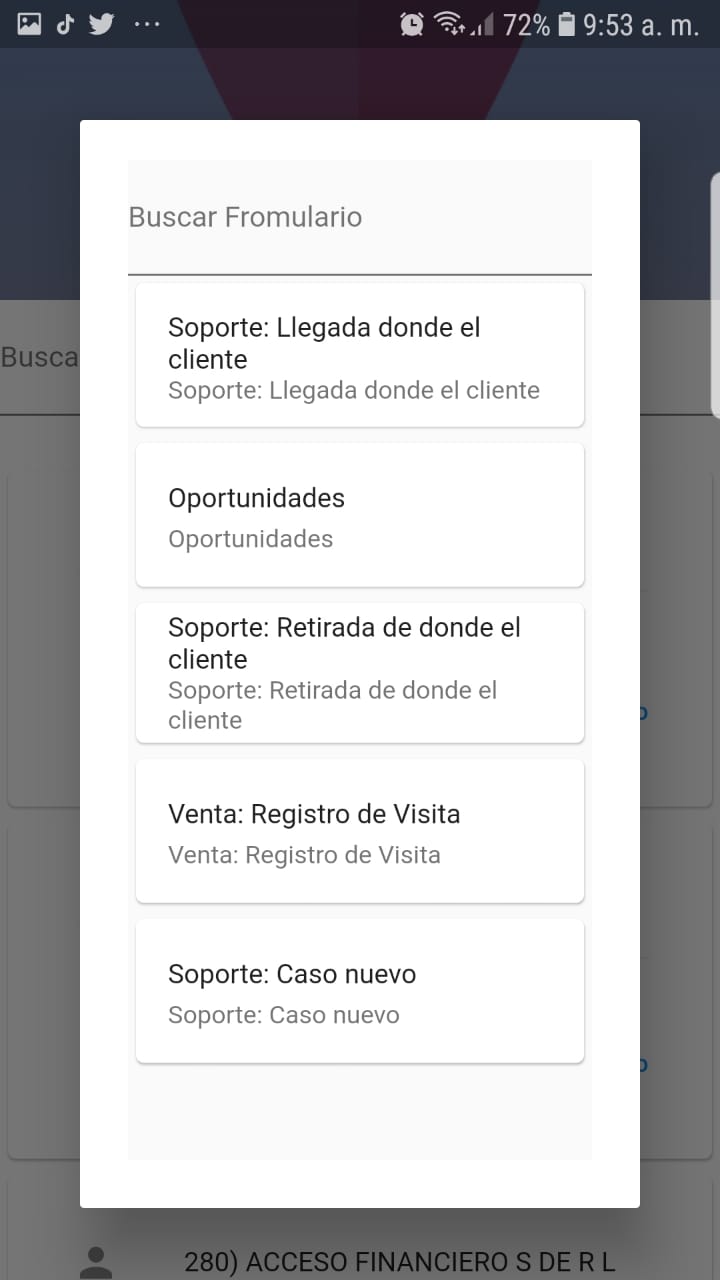 72% 9:53 a. m.
Buscar Fromulario
Busca
Soporte: Llegada donde el
cliente
Soporte: Llegada donde el cliente
Oportunidades
Oportunidades
Soporte: Retirada de donde el
cliente
Soporte: Retirada de donde el
cliente
Venta: Registro de Visita
Venta: Registro de Visita
Soporte: Caso nuevo
Soporte: Caso nuevo
280) ACCESO FINANCIERO S DE R L